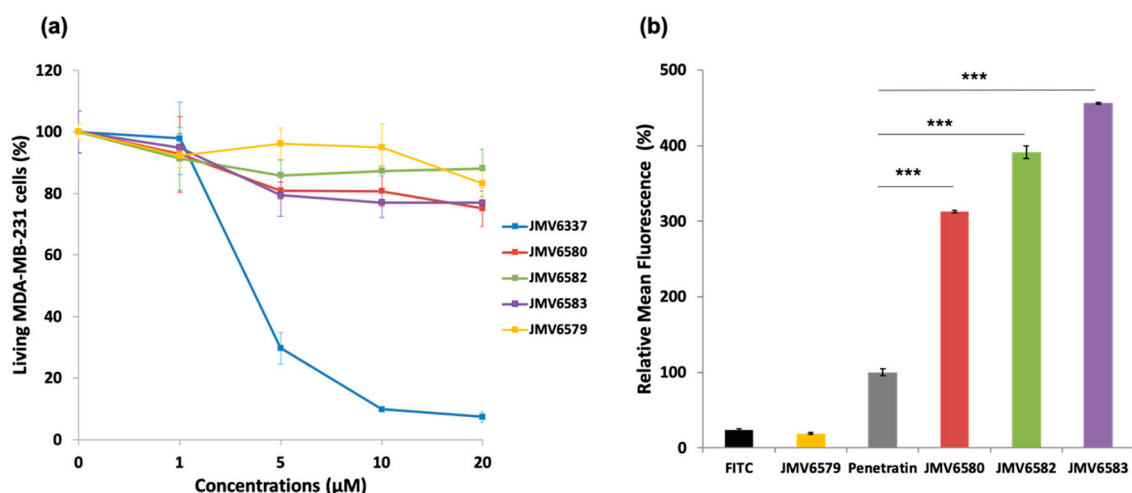 (a)
Living MDA-MB-231 cells (%)
120
100
80
60
40
20
0
0 1 5 10 20
Concentrations (µM)
JMV6337
JMV6580
JMV6582
JMV6583
JMV6579
(b)
Relative Mean Fluorescence (%)
500
400
300
200
100
0
***
***
***
FITC JMV6579 Penetratin JMV6580 JMV6582 JMV6583